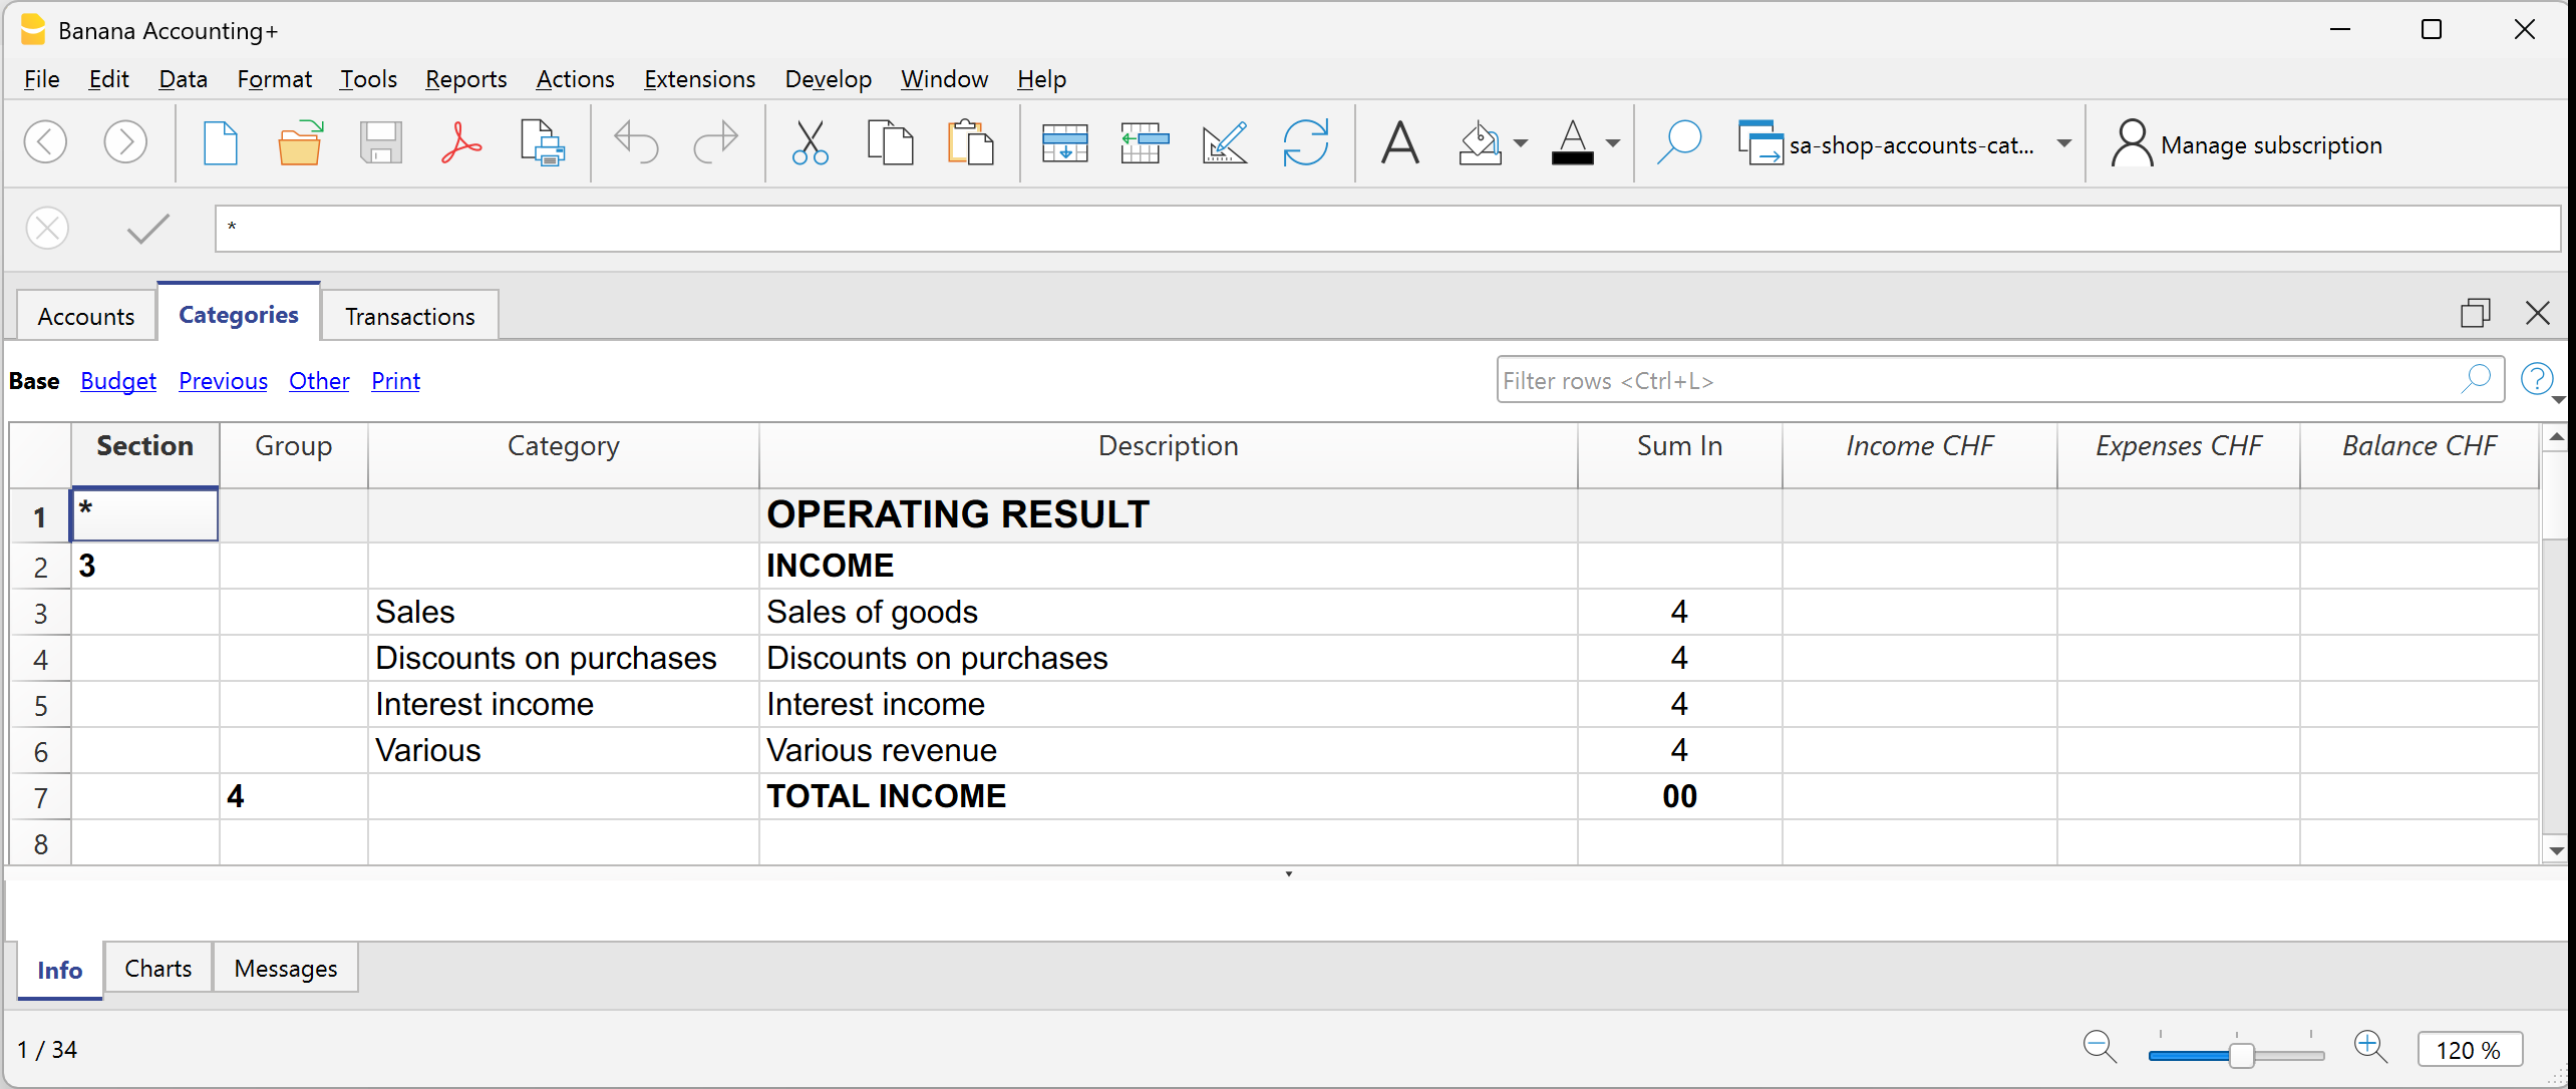 Banana Accounting+
File Edit Data Format Tools Reports Actions Extensions Develop Window Help
sa-shop-accounts-cat... Manage subscription
*
Accounts Categories Transactions
Base Budget Previous Other Print Filter rows <Ctrl+L>
Section Group Category Description Sum In Income CHF Expenses CHF Balance CHF
1 * OPERATING RESULT
2 3 INCOME
3 Sales Sales of goods 4
4 Discounts on purchases Discounts on purchases 4
5 Interest income Interest income 4
6 Various Various revenue 4
7 4 TOTAL INCOME 00
8
Info Charts Messages
1 / 34 120 %